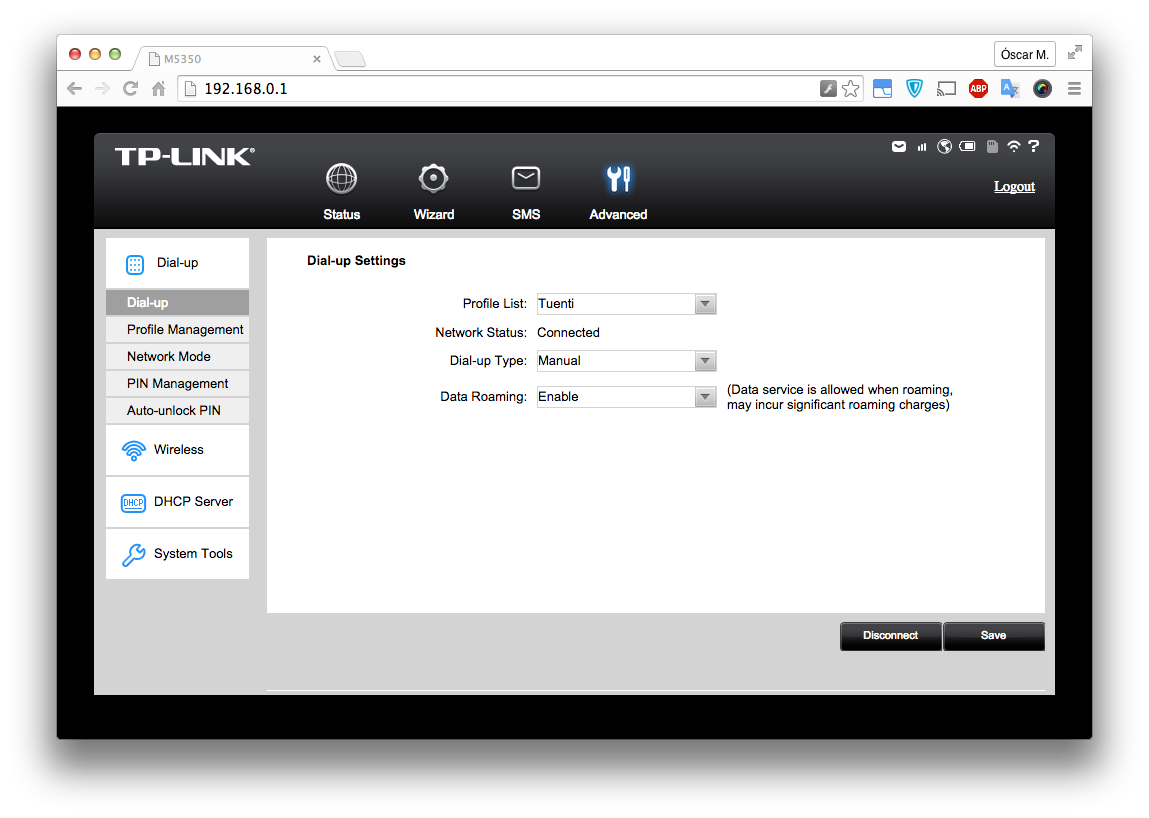 M5350
Óscar M.
192.168.0.1
ABP
TP-LINK®
Status
Wizard
SMS
Advanced
Logout
Dial-up
Dial-up
Profile Management
Network Mode
PIN Management
Auto-unlock PIN
Wireless
DHCP
DHCP Server
System Tools
Dial-up Settings
Profile List: Tuenti
Network Status: Connected
Dial-up Type: Manual
Data Roaming: Enable
(Data service is allowed when roaming,
may incur significant roaming charges)
Disconnect
Save